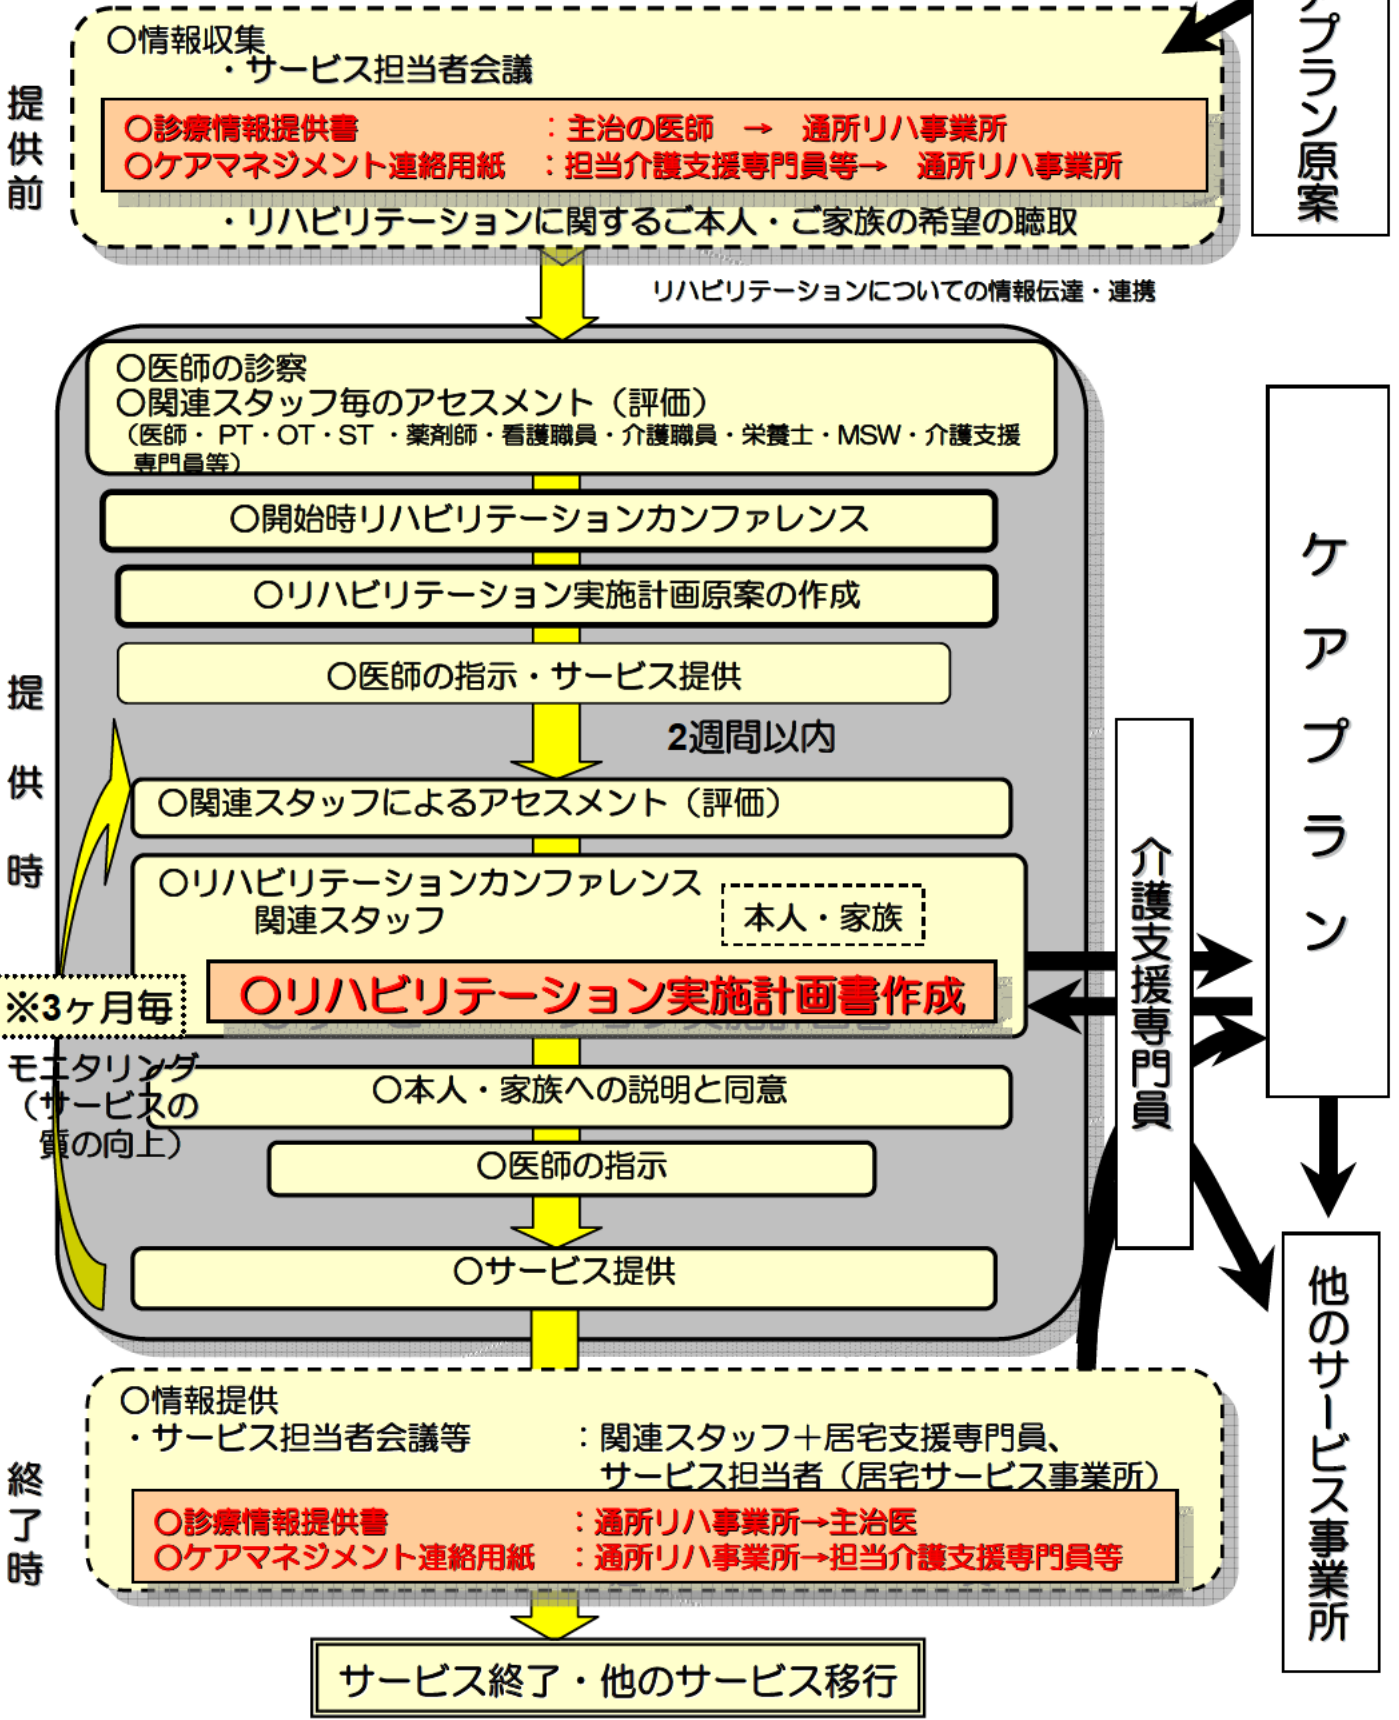 提供前
〇情報収集
・サービス担当者会議
〇診療情報提供書 ：主治の医師 → 通所リハ事業所
〇ケアマネジメント連絡用紙 ：担当介護支援専門員等→ 通所リハ事業所
・リハビリテーションに関するご本人・ご家族の希望の聴取
プラン原案
リハビリテーションについての情報伝達・連携
提供時
〇医師の診察
〇関連スタッフ毎のアセスメント（評価）
（医師・ PT・OT・ST ・薬剤師・看護職員・介護職員・栄養士・MSW・介護支援
専門員等）
〇開始時リハビリテーションカンファレンス
〇リハビリテーション実施計画原案の作成
〇医師の指示・サービス提供
2週間以内
〇関連スタッフによるアセスメント（評価）
〇リハビリテーションカンファレンス
関連スタッフ
本人・家族
〇リハビリテーション実施計画書作成
※3ヶ月毎
モニタリング
（サービスの
質の向上）
〇本人・家族への説明と同意
〇医師の指示
〇サービス提供
介護支援専門員
ケアプラン
他のサービス事業所
終了時
〇情報提供
・サービス担当者会議等 ：関連スタッフ＋居宅支援専門員、
サービス担当者（居宅サービス事業所）
〇診療情報提供書 ：通所リハ事業所→主治医
〇ケアマネジメント連絡用紙 ：通所リハ事業所→担当介護支援専門員等
サービス終了・他のサービス移行